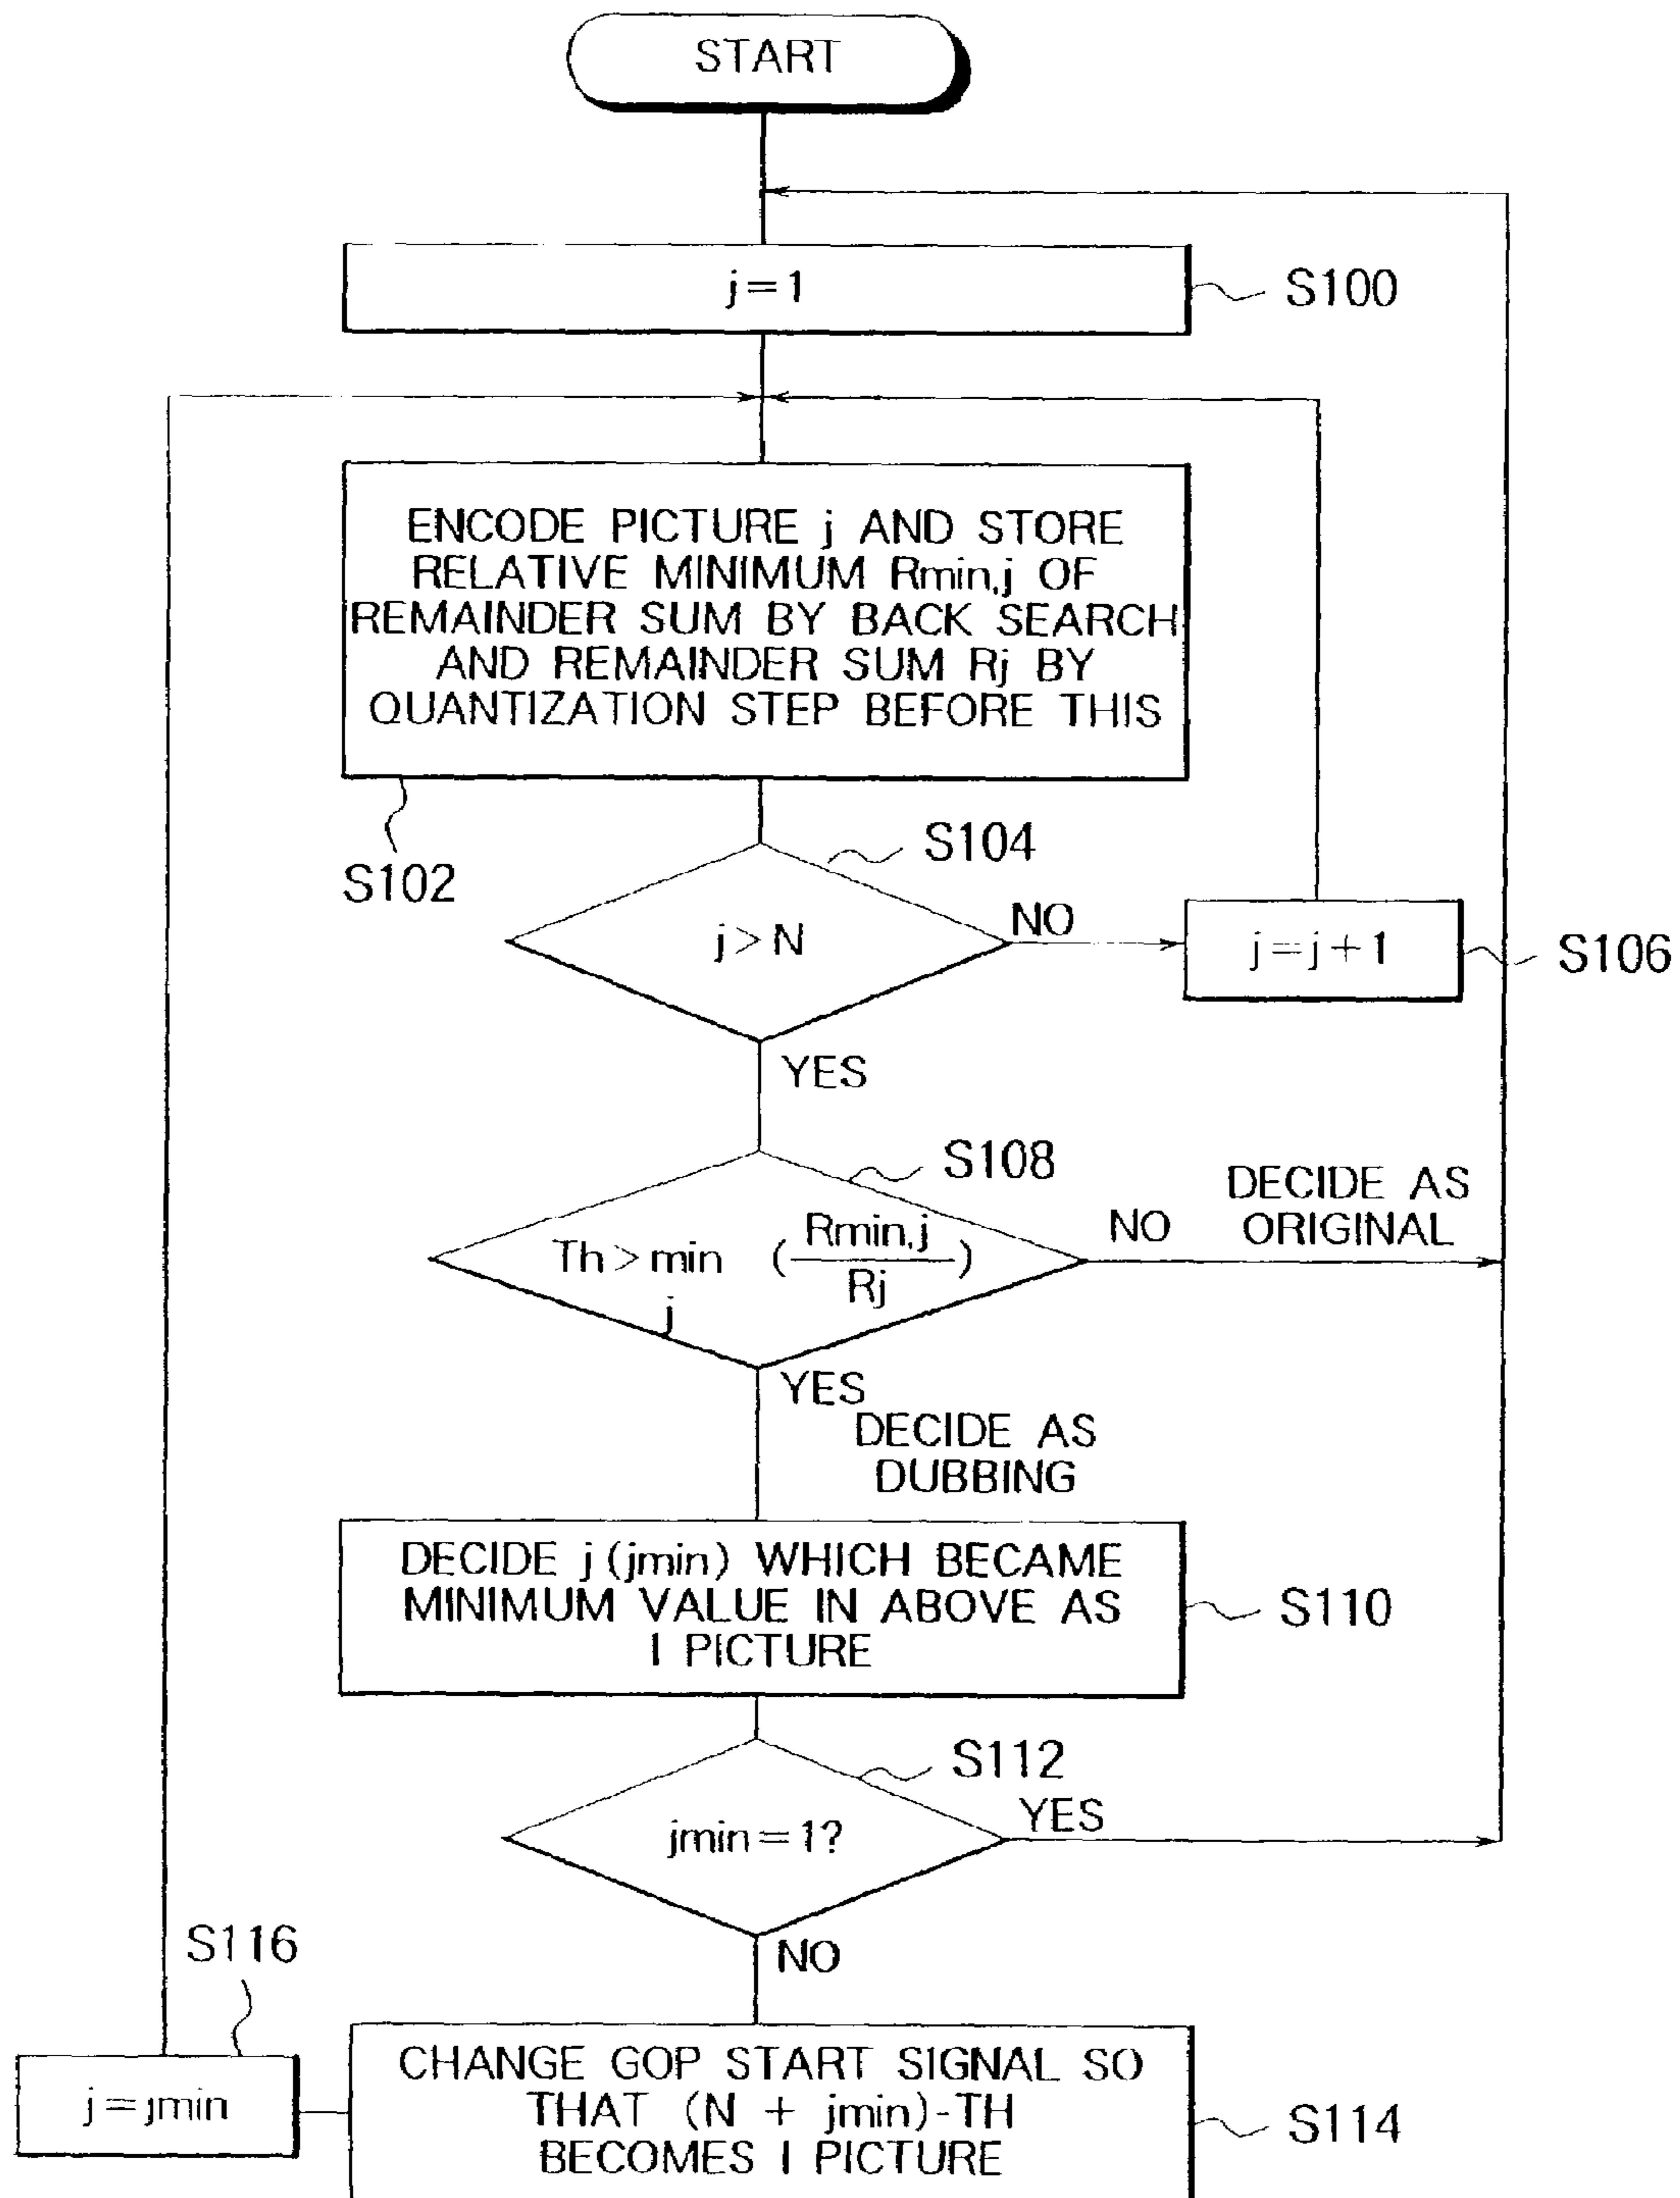 START
j=1
S100
ENCODE PICTURE j AND STORE
RELATIVE MINIMUM Rmin,j OF
REMAINDER SUM BY BACK SEARCH
AND REMAINDER SUM Rj BY
QUANTIZATION STEP BEFORE THIS
S102
S104
j>N
NO
j=j+1
S106
YES
S108
Th>min (Rmin,j
Rj)
j
NO
DECIDE AS
ORIGINAL
YES
DECIDE AS
DUBBING
DECIDE j(jmin) WHICH BECAME
MINIMUM VALUE IN ABOVE AS
I PICTURE
S110
S112
jmin=1?
YES
NO
S116
j=jmin
CHANGE GOP START SIGNAL SO
THAT (N + jmin)-TH
BECOMES I PICTURE
S114